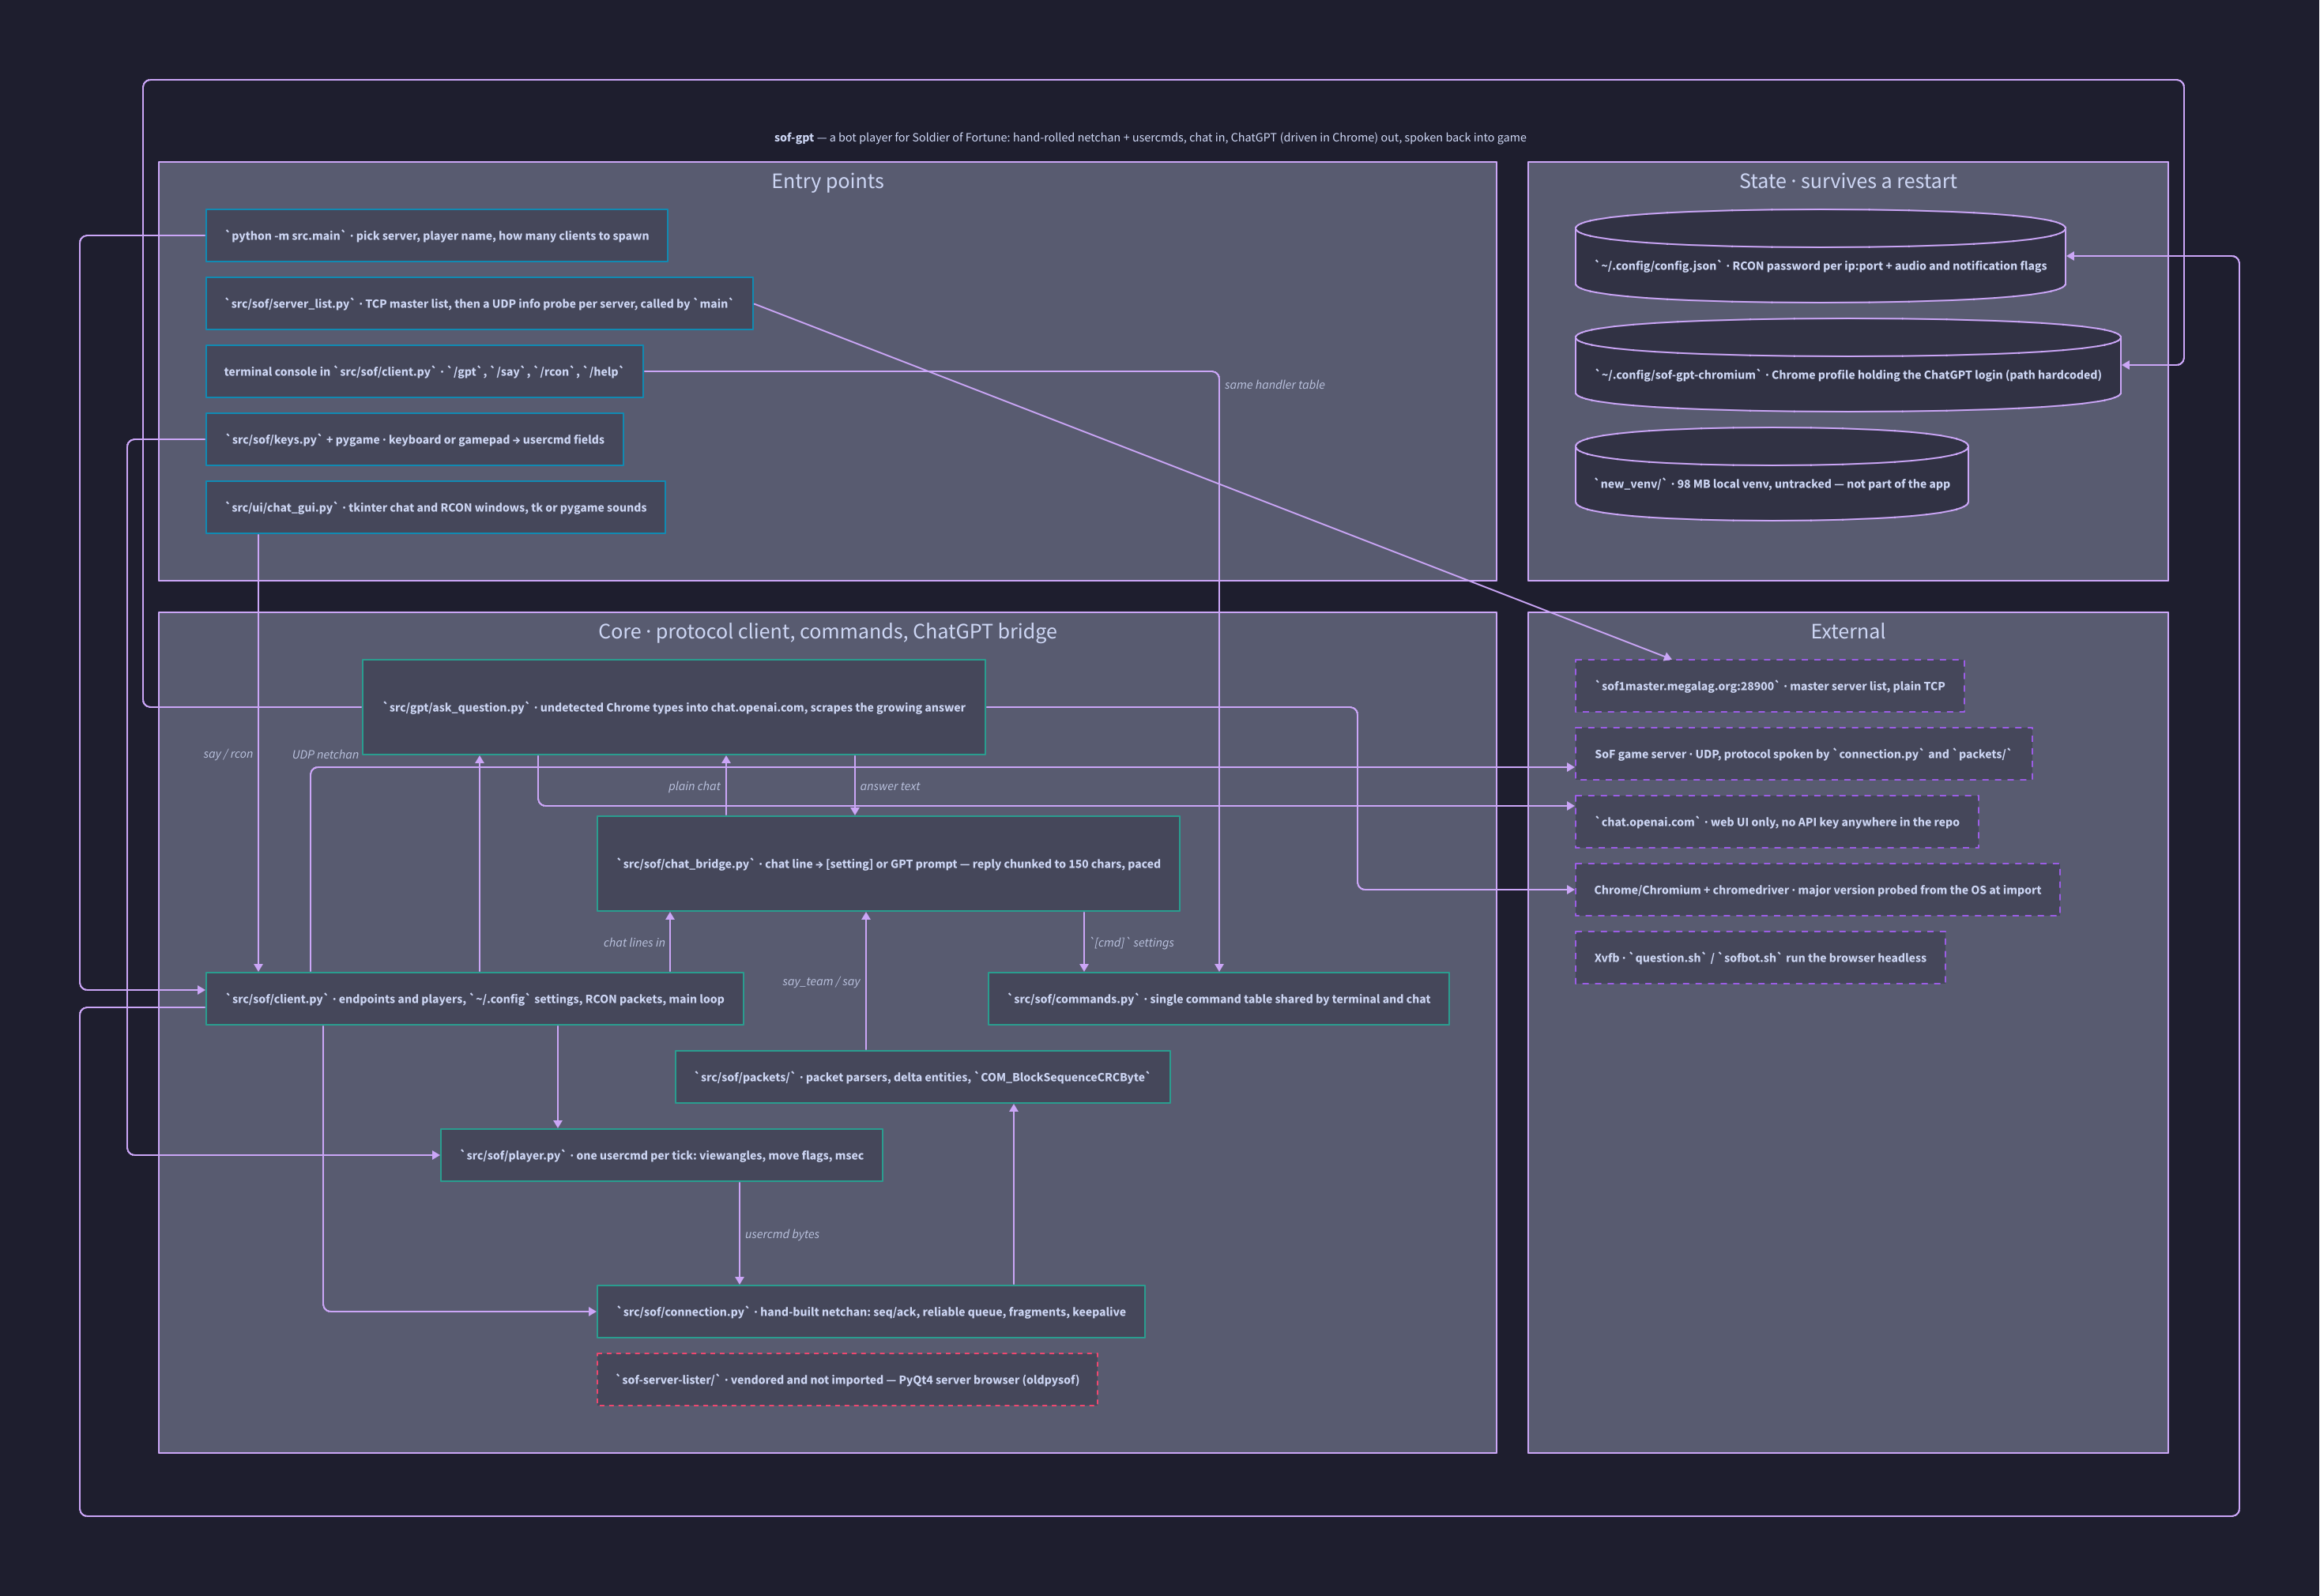 sof-gpt — a bot player for Soldier of Fortune: hand-rolled netchan + usercmds, chat in, ChatGPT (driven in Chrome) out, spoken back into game
Entry points
`python -m src.main` · pick server, player name, how many clients to spawn
`src/sof/server_list.py` · TCP master list, then a UDP info probe per server, called by `main`
terminal console in `src/sof/client.py` · `/gpt`, `/say`, `/rcon`, `/help`
same handler table
`src/sof/keys.py` + pygame · keyboard or gamepad → usercmd fields
`src/ui/chat_gui.py` · tkinter chat and RCON windows, tk or pygame sounds
State · survives a restart
`~/.config/config.json` · RCON password per ip:port + audio and notification flags
`~/.config/sof-gpt-chromium` · Chrome profile holding the ChatGPT login (path hardcoded)
`new_venv/` · 98 MB local venv, untracked — not part of the app
Core · protocol client, commands, ChatGPT bridge
`src/gpt/ask_question.py` · undetected Chrome types into chat.openai.com, scrapes the growing answer
say / rcon
UDP netchan
plain chat
answer text
`src/sof/chat_bridge.py` · chat line → [setting] or GPT prompt — reply chunked to 150 chars, paced
chat lines in
`[cmd]` settings
say_team / say
`src/sof/client.py` · endpoints and players, `~/.config` settings, RCON packets, main loop
`src/sof/commands.py` · single command table shared by terminal and chat
`src/sof/packets/` · packet parsers, delta entities, `COM_BlockSequenceCRCByte`
`src/sof/player.py` · one usercmd per tick: viewangles, move flags, msec
usercmd bytes
`src/sof/connection.py` · hand-built netchan: seq/ack, reliable queue, fragments, keepalive
`sof-server-lister/` · vendored and not imported — PyQt4 server browser (oldpysof)
External
`sof1master.megalag.org:28900` · master server list, plain TCP
SoF game server · UDP, protocol spoken by `connection.py` and `packets/`
`chat.openai.com` · web UI only, no API key anywhere in the repo
Chrome/Chromium + chromedriver · major version probed from the OS at import
Xvfb · `question.sh` / `sofbot.sh` run the browser headless